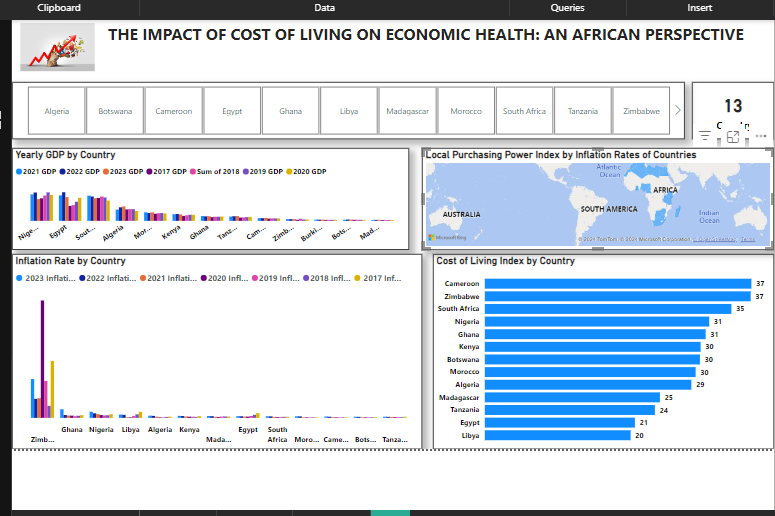 Clipboard Data Queries Insert
THE IMPACT OF COST OF LIVING ON ECONOMIC HEALTH: AN AFRICAN PERSPECTIVE
Algeria Botswana Cameroon Egypt Ghana Libya Madagascar Morocco South Africa Tanzania Zimbabwe
13
Yearly GDP by Country
2021 GDP 2022 GDP 2023 GDP 2017 GDP Sum of 2018 2019 GDP 2020 GDP
Nige... Egypt Sout... Algeria Mor... Kenya Ghana Tanz... Cam... Zimb... Burki... Bots... Mad...
Local Purchasing Power Index by Inflation Rates of Countries
Atlantic
Ocean
AFRICA
SOUTH AMERICA
AUSTRALIA
Indian
Ocean
Microsoft Bing
© 2024 TomTom, © 2024 Microsoft Corporation, © OpenStreetMap, Terms
Inflation Rate by Country
2023 Inflati... 2022 Inflati... 2021 Inflati... 2020 Infl... 2019 Infl... 2018 Infl... 2017 Inf...
Zimb... Ghana Nigeria Libya Algeria Kenya Mada... Egypt South Africa Moro... Came... Bots... Tanza...
Cost of Living Index by Country
Cameroon 37
Zimbabwe 37
South Africa 35
Nigeria 31
Ghana 31
Kenya 30
Botswana 30
Morocco 30
Algeria 29
Madagascar 25
Tanzania 24
Egypt 21
Libya 20